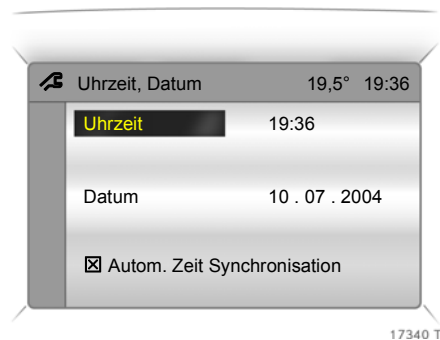 Uhrzeit, Datum 19,5° 19:36
Uhrzeit 19:36
Datum 10 . 07 . 2004
☒ Autom. Zeit Synchronisation
17340 T